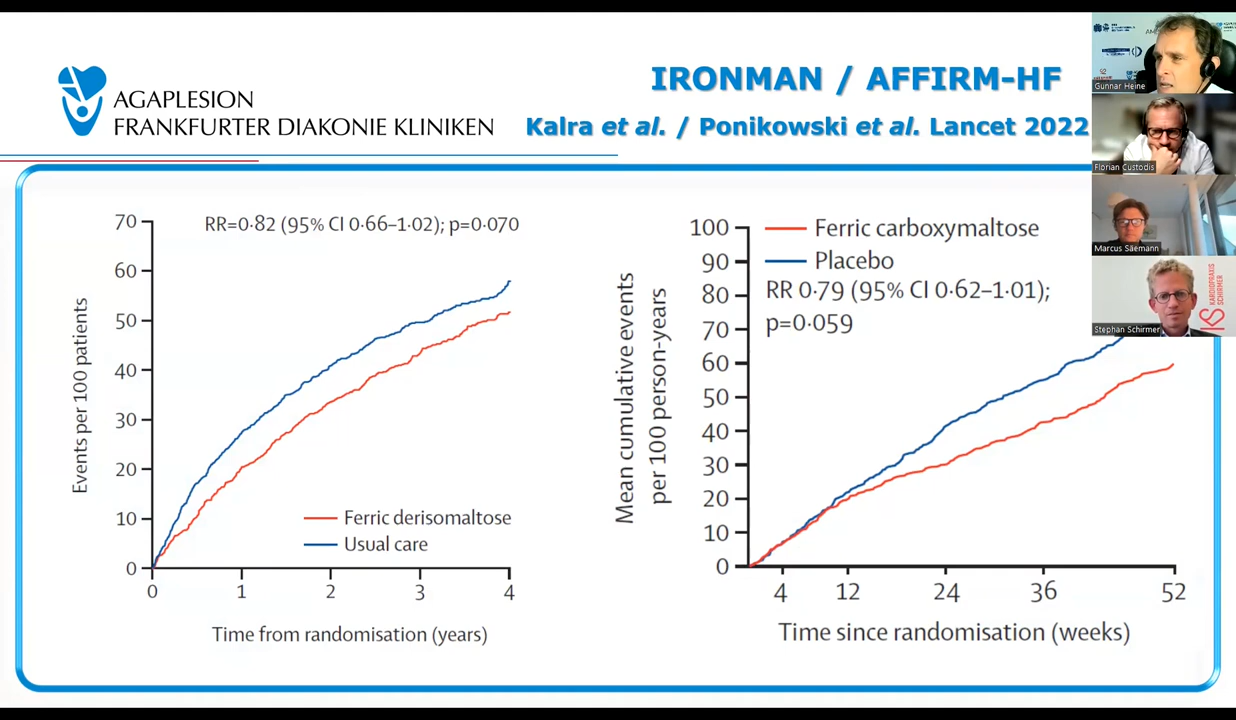 AGAPLESION
FRANKFURTER DIAKONIE KLINIKEN
IRONMAN / AFFIRM-HF
Kalra et al. / Ponikowski et al. Lancet 2022
RR=0·82 (95% CI 0·66–1·02); p=0·070
Events per 100 patients
70
60
50
40
30
20
10
0
Ferric derisomaltose
Usual care
0 1 2 3 4
Time from randomisation (years)
Ferric carboxymaltose
Placebo
RR 0·79 (95% CI 0·62–1·01);
p=0·059
Mean cumulative events
per 100 person-years
100
90
80
70
60
50
40
30
20
10
0
4 12 24 36 52
Time since randomisation (weeks)
Gunnar Heine
Florian Custodis
Marcus Säemann
Stephan Schirmer
KARDIOPRAXIS
SCHIRMER
KS